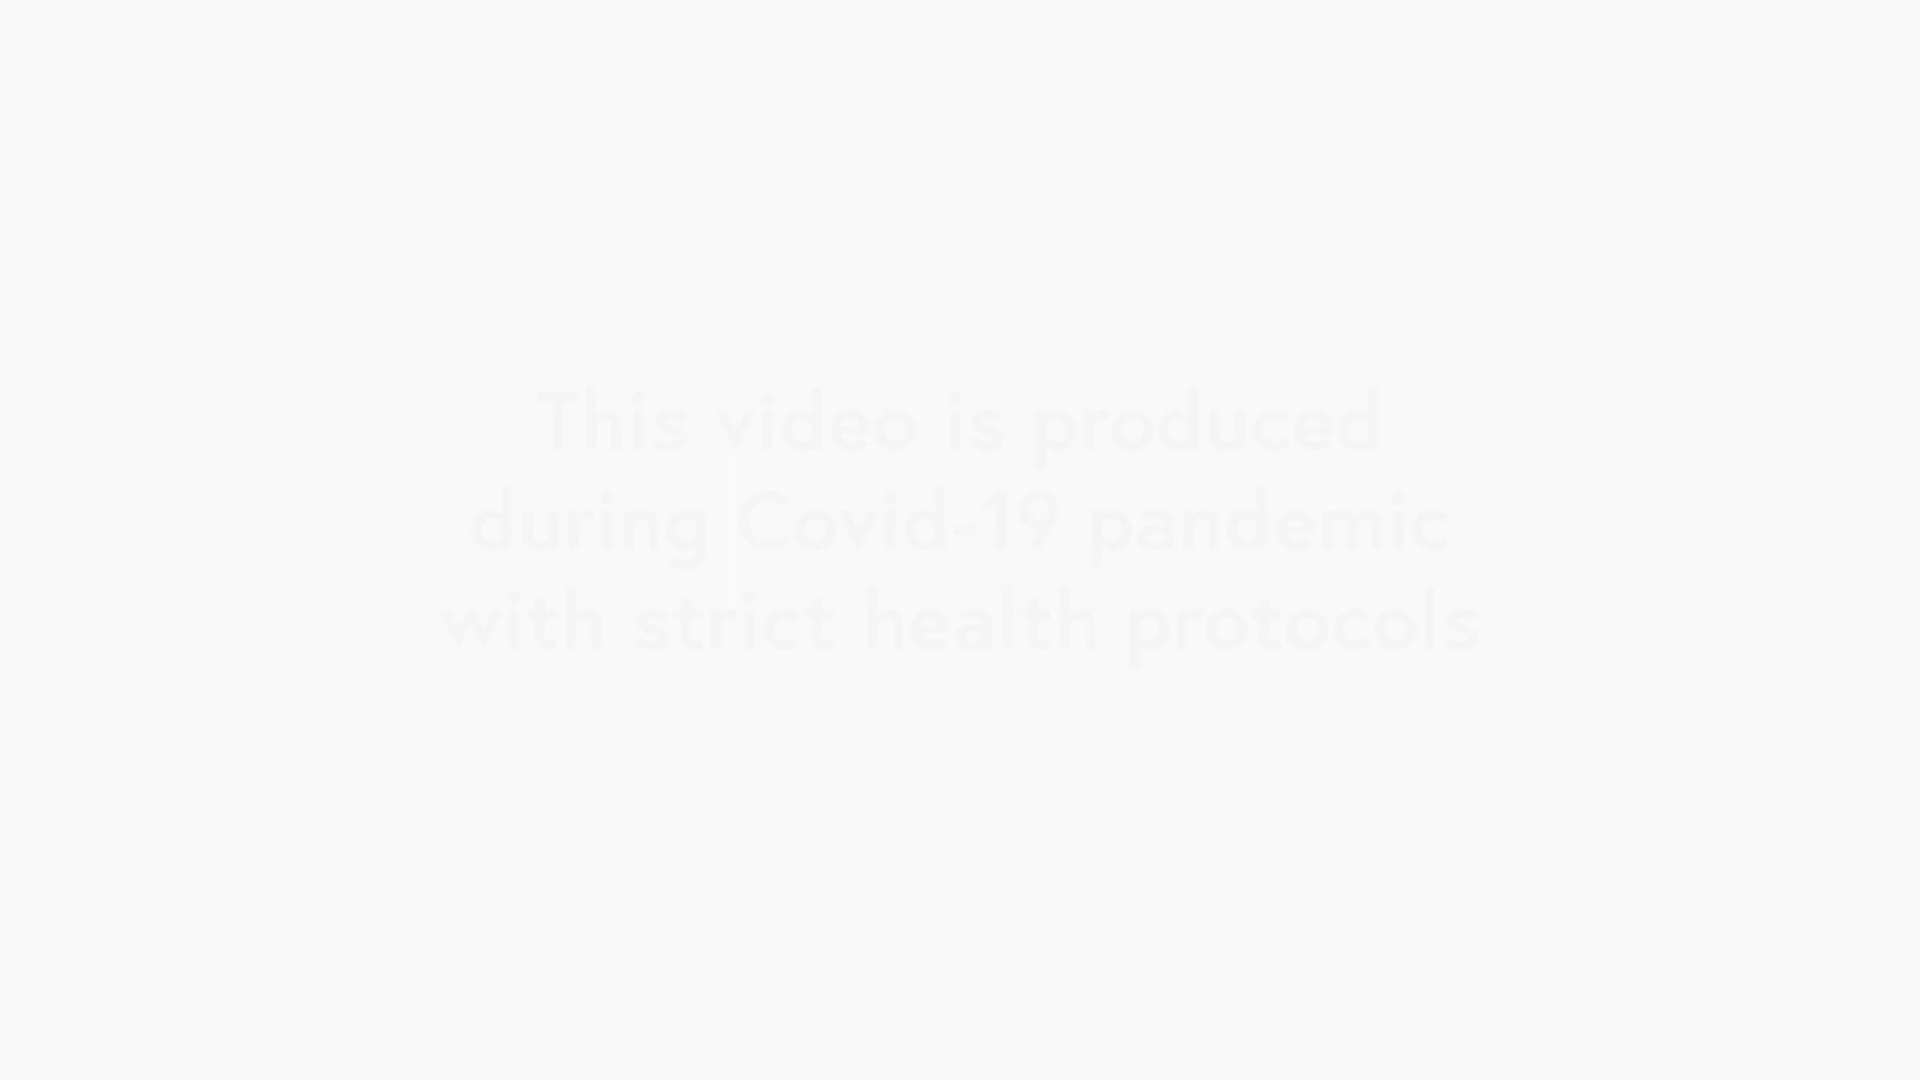 This video is produced
during Covid-19 pandemic
with strict health protocols